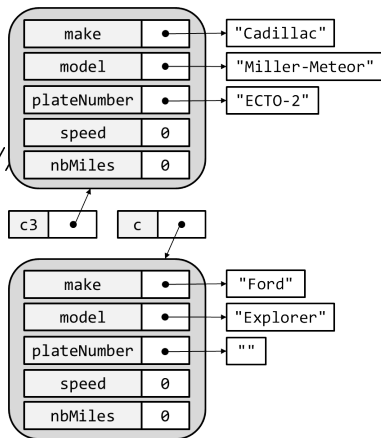 make "Cadillac"
model "Miller-Meteor"
plateNumber "ECTO-2"
speed 0
nbMiles 0
c3 c
make "Ford"
model "Explorer"
plateNumber ""
speed 0
nbMiles 0